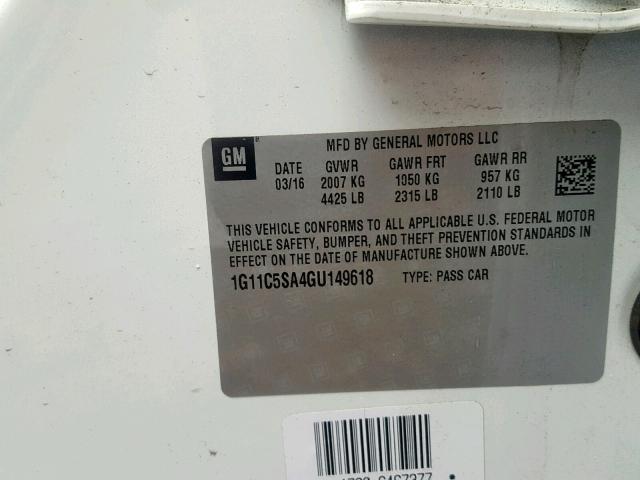 GM
MFD BY GENERAL MOTORS LLC
DATE GVWR GAWR FRT GAWR RR
03/16 2007 KG 1050 KG 957 KG
4425 LB 2315 LB 2110 LB
THIS VEHICLE CONFORMS TO ALL APPLICABLE U.S. FEDERAL MOTOR
VEHICLE SAFETY, BUMPER, AND THEFT PREVENTION STANDARDS IN
EFFECT ON THE DATE OF MANUFACTURE SHOWN ABOVE.
1G11C5SA4GU149618 TYPE: PASS CAR